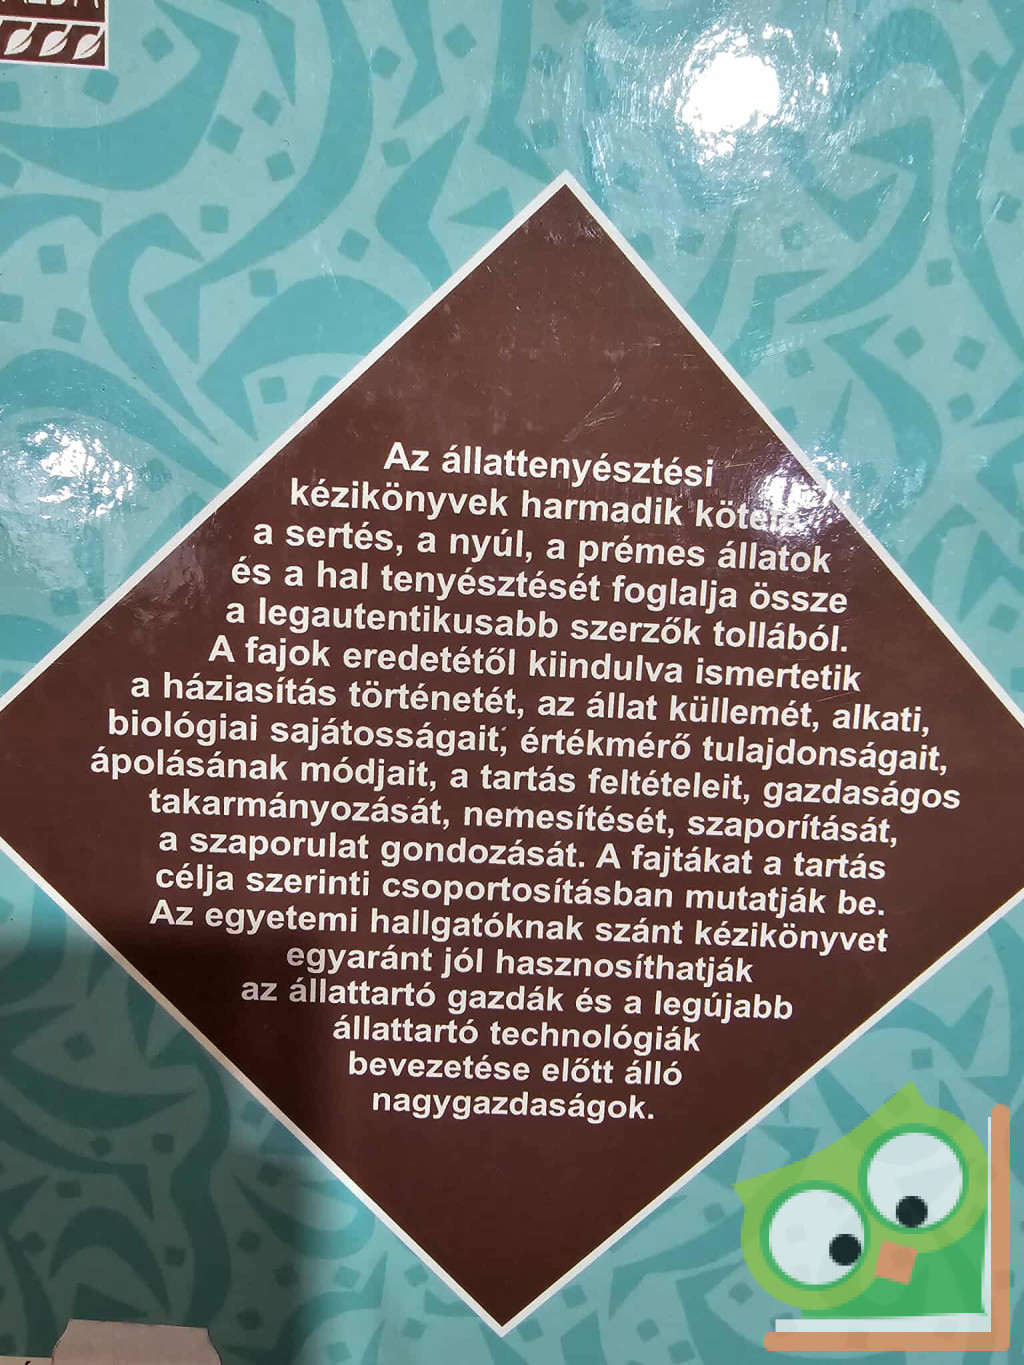 Az állattenyésztési
kézikönyvek harmadik kötete
a sertés, a nyúl, a prémes állatok
és a hal tenyésztését foglalja össze
a legautentikusabb szerzők tollából.
A fajok eredetétől kiindulva ismertetik
a háziasítás történetét, az állat küllemét, alkati,
biológiai sajátosságait, értékmérő tulajdonságait,
ápolásának módjait, a tartás feltételeit, gazdaságos
takarmányozását, nemesítését, szaporítását,
a szaporulat gondozását. A fajtákat a tartás
célja szerinti csoportosításban mutatják be.
Az egyetemi hallgatóknak szánt kézikönyvet
egyaránt jól hasznosíthatják
az állattartó gazdák és a legújabb
állattartó technológiák
bevezetése előtt álló
nagygazdaságok.